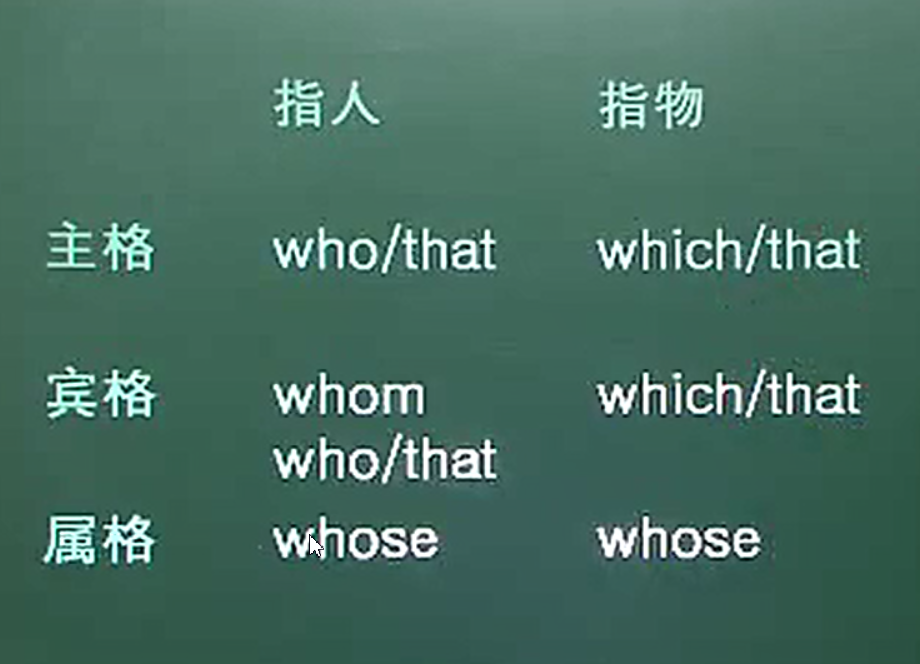 指人 指物
主格 who/that which/that
宾格 whom which/that
who/that
属格 whose whose